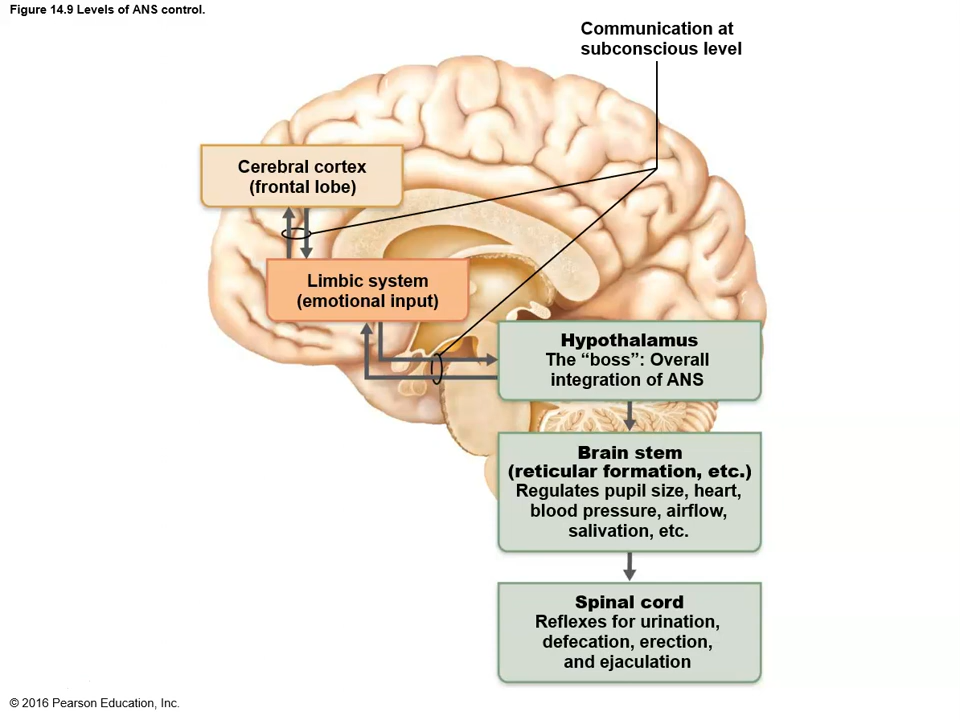 Figure 14.9 Levels of ANS control.
Communication at
subconscious level
Cerebral cortex
(frontal lobe)
Limbic system
(emotional input)
Hypothalamus
The “boss”: Overall
integration of ANS
Brain stem
(reticular formation, etc.)
Regulates pupil size, heart,
blood pressure, airflow,
salivation, etc.
Spinal cord
Reflexes for urination,
defecation, erection,
and ejaculation
© 2016 Pearson Education, Inc.